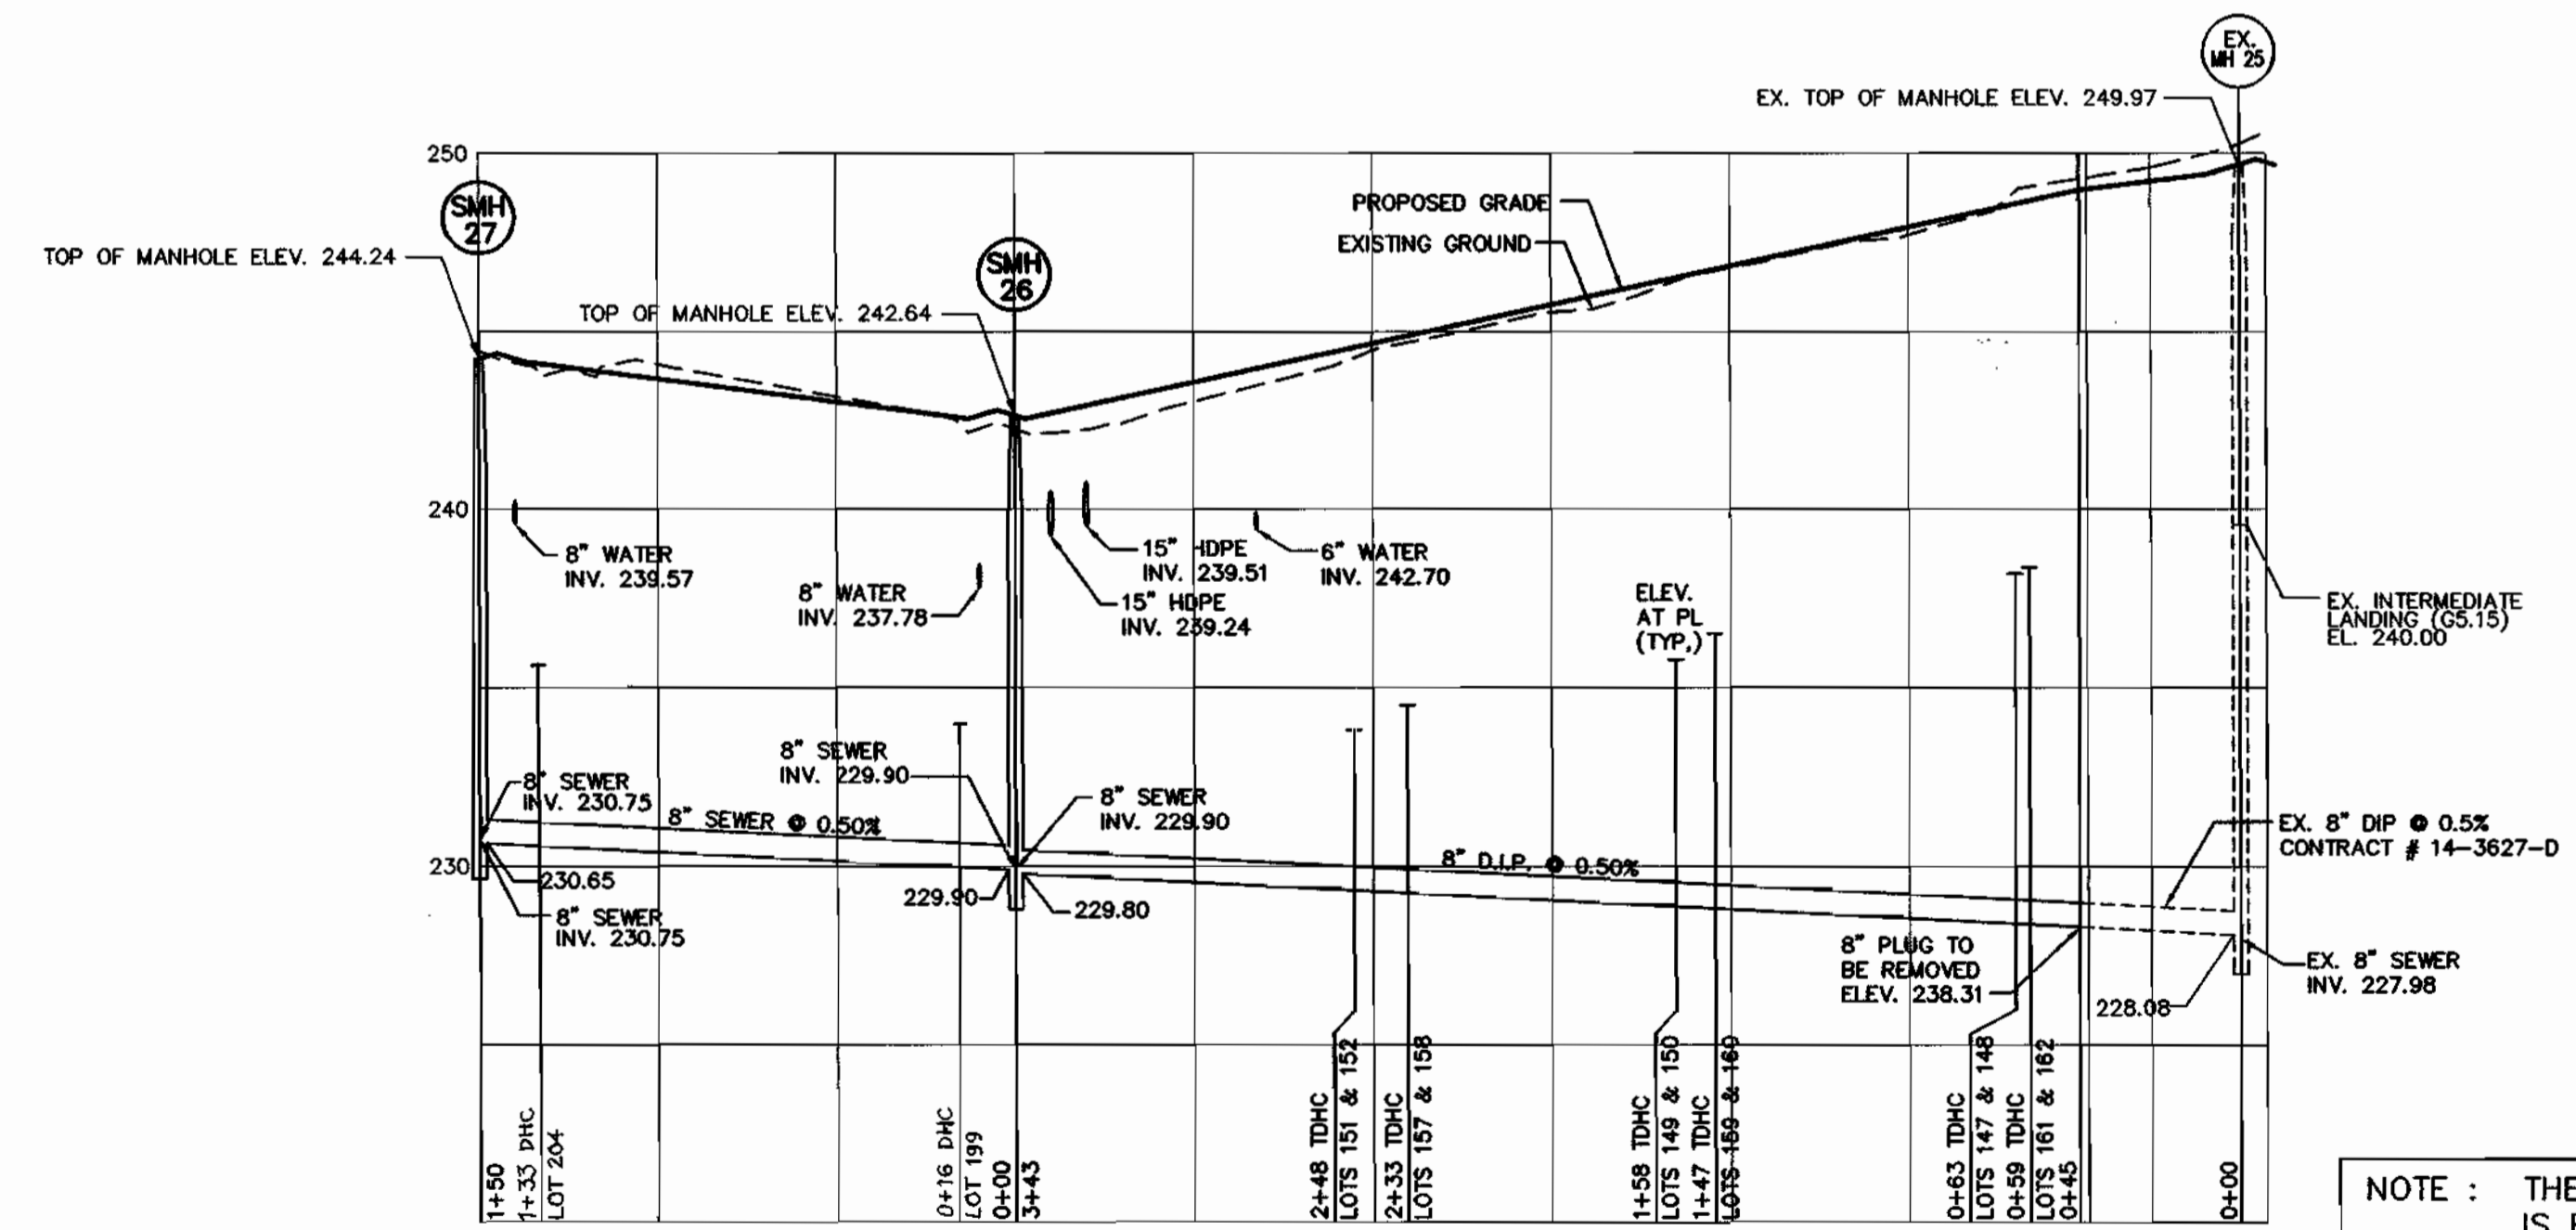 EX.
MH 25
EX. TOP OF MANHOLE ELEV. 249.97
250
SMH
27
PROPOSED GRADE
EXISTING GROUND
TOP OF MANHOLE ELEV. 244.24
SMH
26
TOP OF MANHOLE ELEV. 242.64
240
8" WATER
INV. 239.57
8" WATER
INV. 237.78
15" HDPE
INV. 239.51
15" HDPE
INV. 239.24
6" WATER
INV. 242.70
ELEV.
AT PL
(TYP.)
EX. INTERMEDIATE
LANDING (G5.15)
EL. 240.00
8" SEWER
INV. 230.75
8" SEWER @ 0.50%
8" SEWER
INV. 229.90
8" SEWER
INV. 229.90
8" D.I.P. @ 0.50%
EX. 8" DIP @ 0.5%
CONTRACT # 14-3627-D
230
230.65
8" SEWER
INV. 230.75
229.90
229.80
8" PLUG TO
BE REMOVED
ELEV. 238.31
228.08
EX. 8" SEWER
INV. 227.98
1+50
1+33 DHC
LOT 204
0+16 DHC
LOT 199
0+00
3+43
2+48 TDHC
LOTS 151 & 152
2+33 TDHC
LOTS 157 & 158
1+58 TDHC
LOTS 149 & 150
1+47 TDHC
LOTS 159 & 160
0+63 TDHC
LOTS 147 & 148
0+59 TDHC
LOTS 161 & 162
0+45
0+00
NOTE : THE